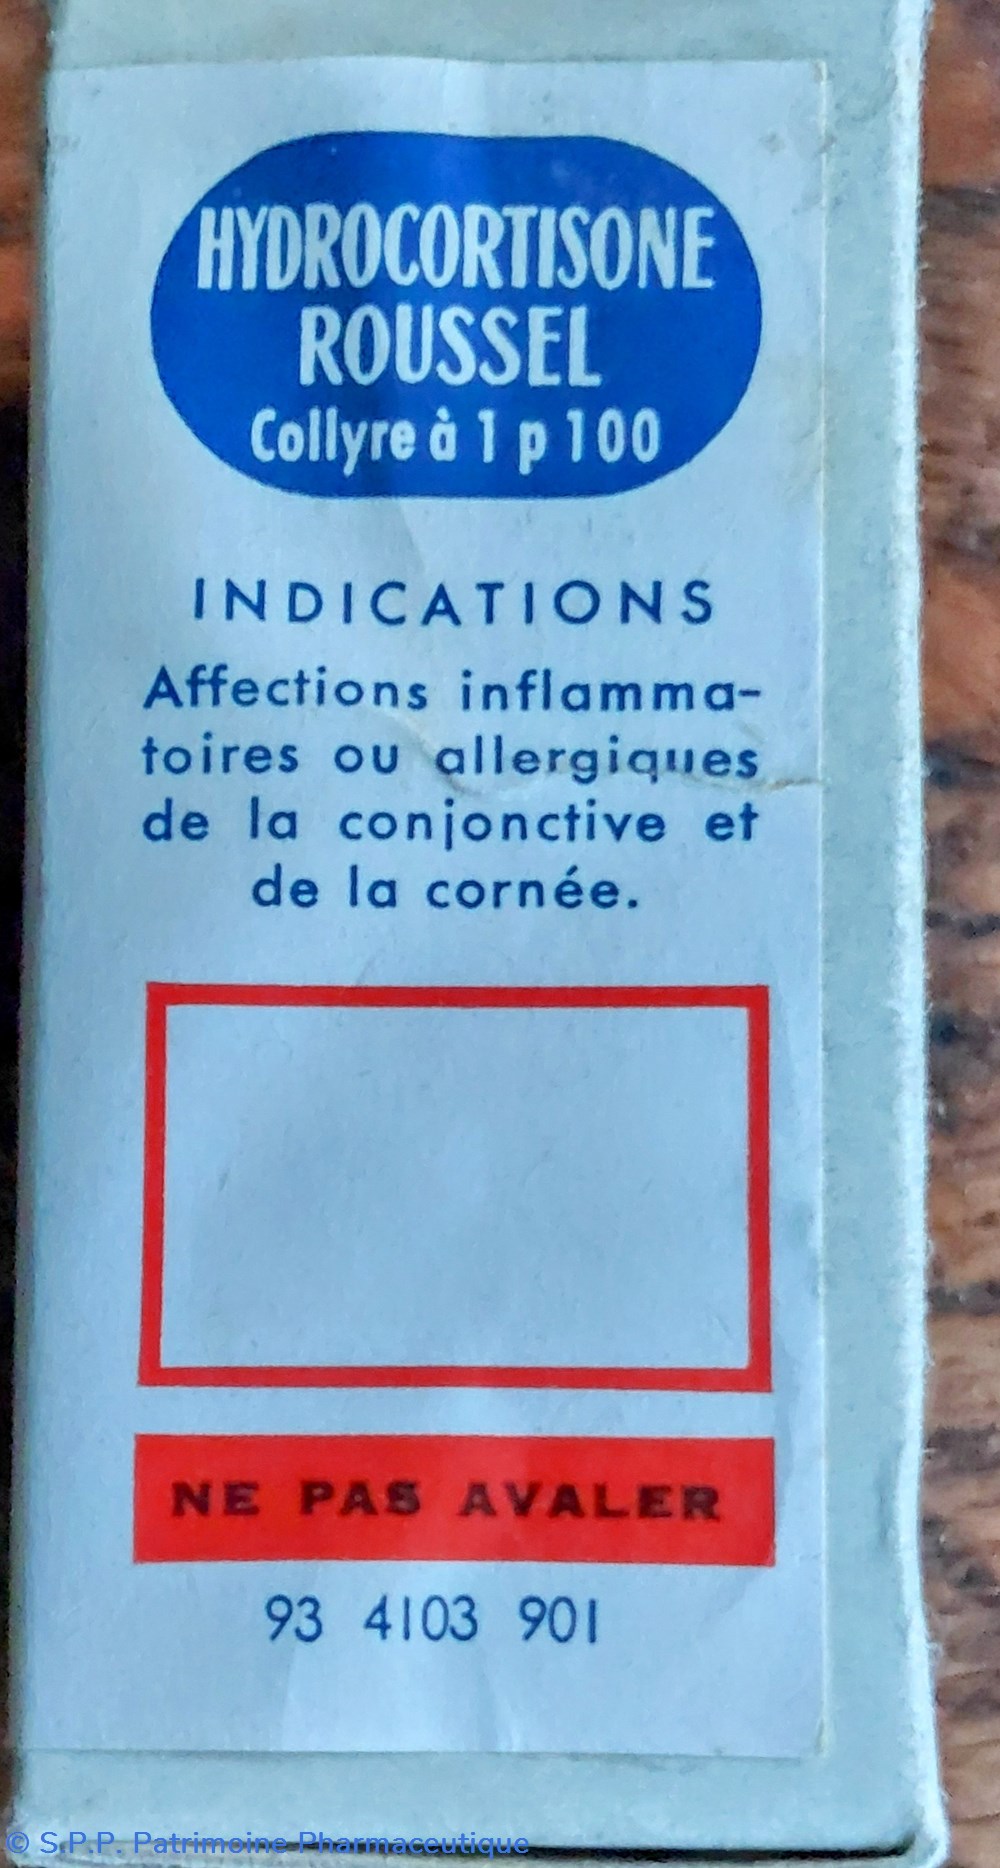 HYDROCORTISONE
ROUSSEL
Collyre à 1 p 100
INDICATIONS
Affections inflamma-
toires ou allergiques
de la conjonctive et
de la cornée.
NE PAS AVALER
93 4103 901
© S.P.P. Patrimoine Pharmaceutique